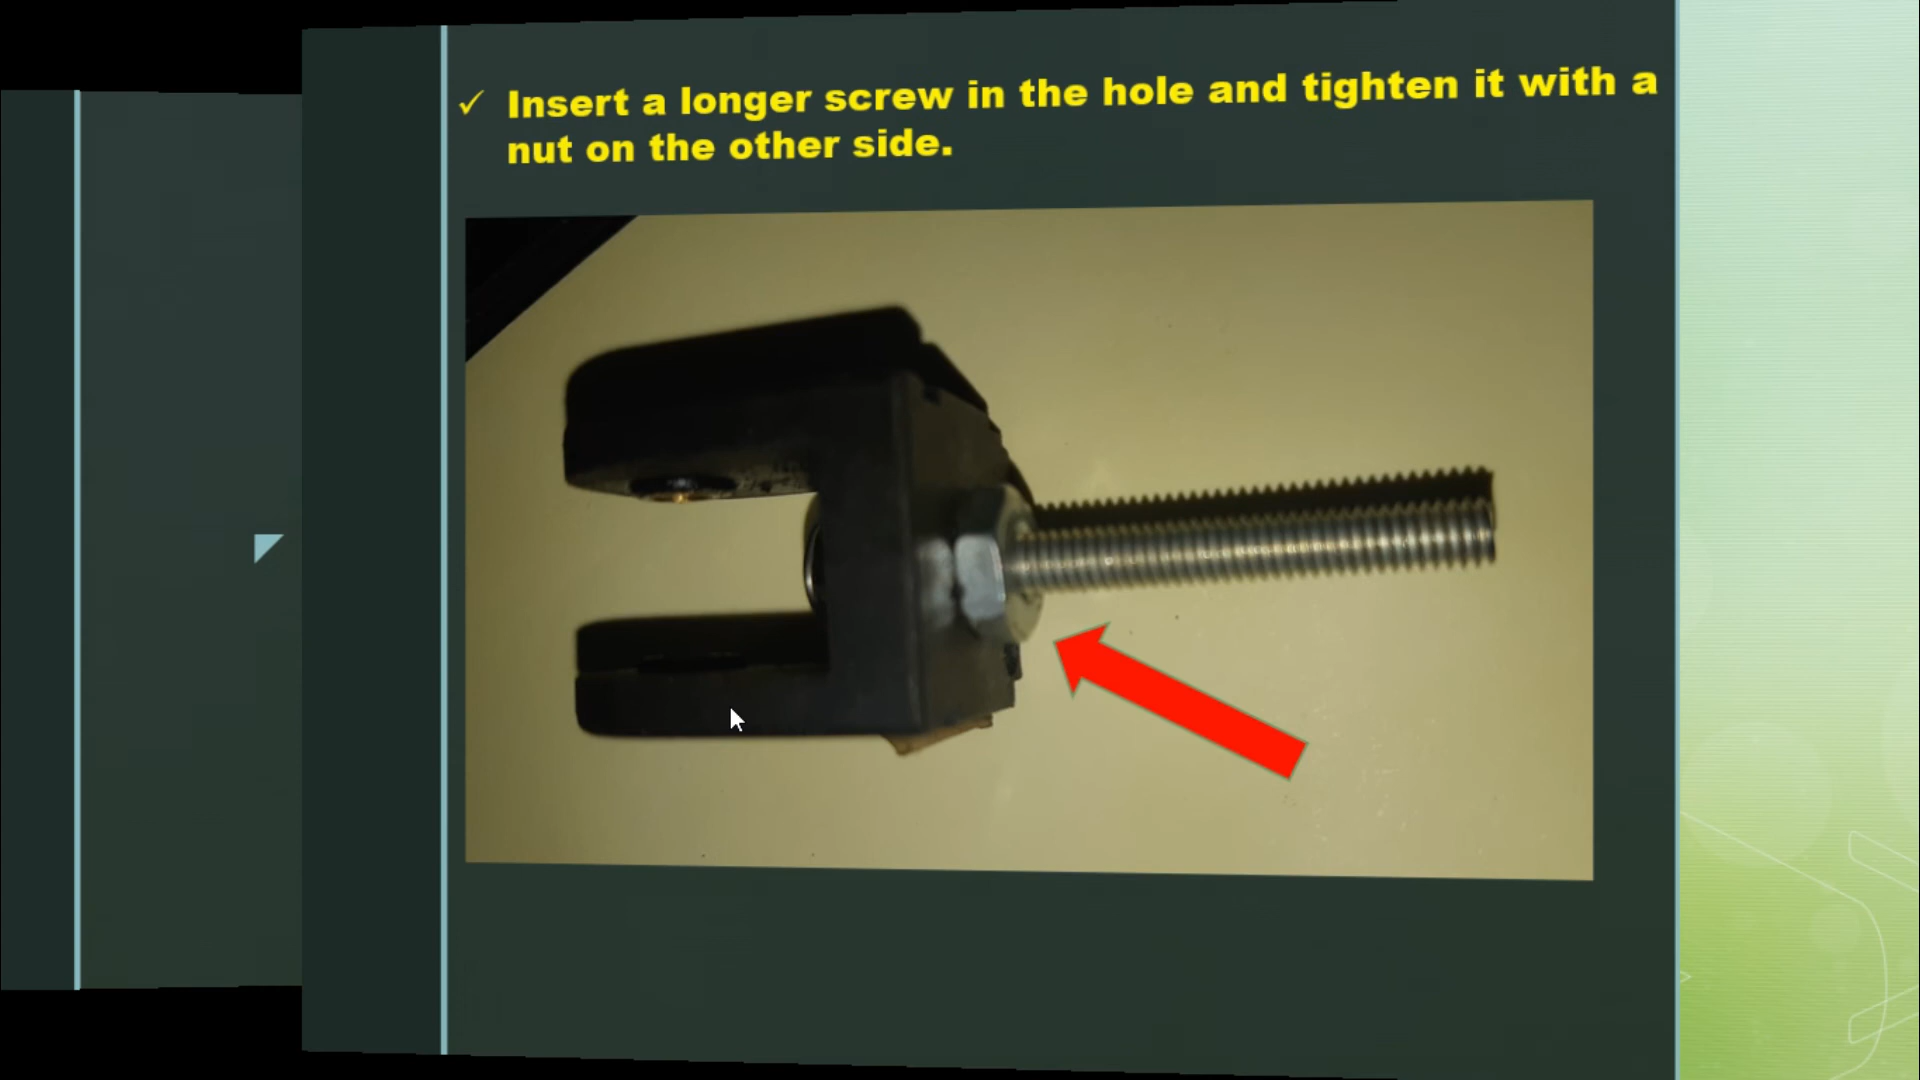 ✓ Insert a longer screw in the hole and tighten it with a
nut on the other side.